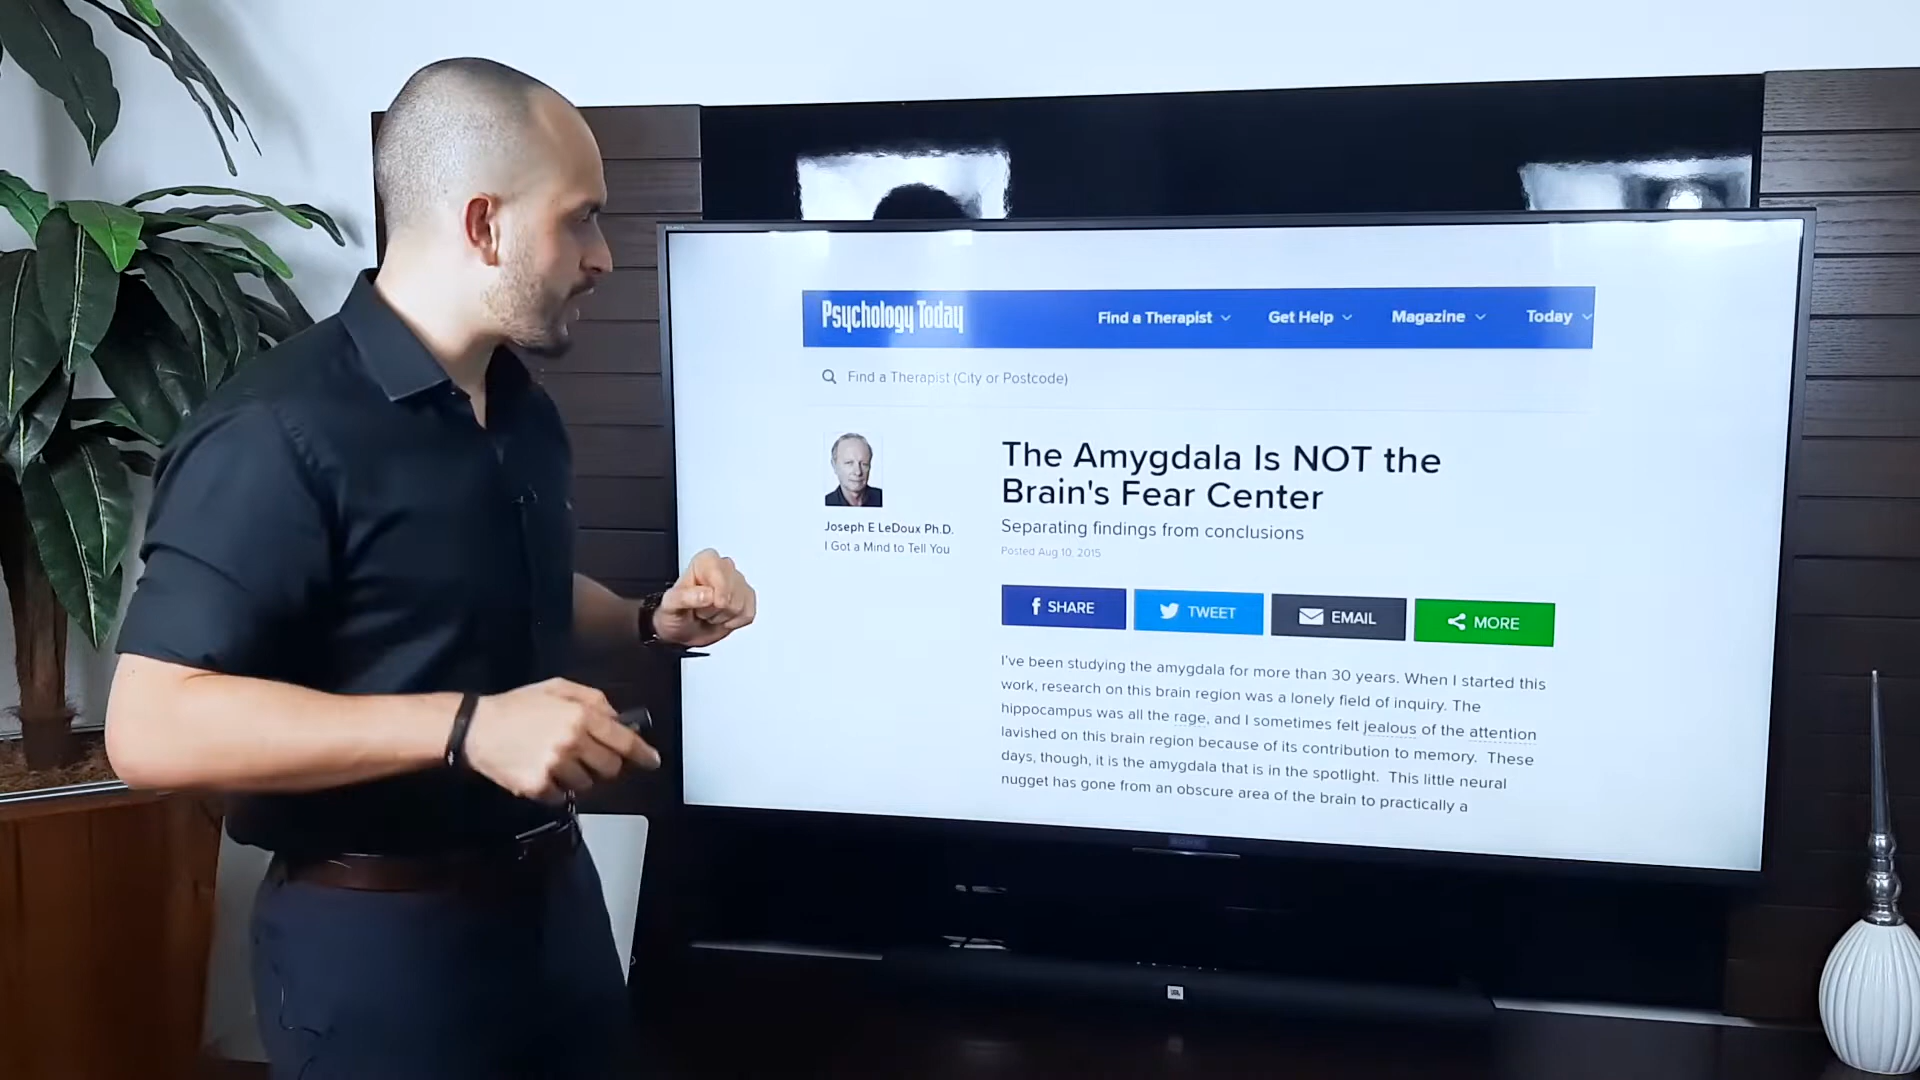 Psychology Today
Find a Therapist
Get Help
Magazine
Today
Find a Therapist (City or Postcode)
The Amygdala Is NOT the
Brain's Fear Center
Separating findings from conclusions
Posted Aug 10, 2015
Joseph E LeDoux Ph.D.
I Got a Mind to Tell You
SHARE
TWEET
EMAIL
MORE
I've been studying the amygdala for more than 30 years. When I started this
work, research on this brain region was a lonely field of inquiry. The
hippocampus was all the rage, and I sometimes felt jealous of the attention
lavished on this brain region because of its contribution to memory. These
days, though, it is the amygdala that is in the spotlight. This little neural
nugget has gone from an obscure area of the brain to practically a
SONY
JBL